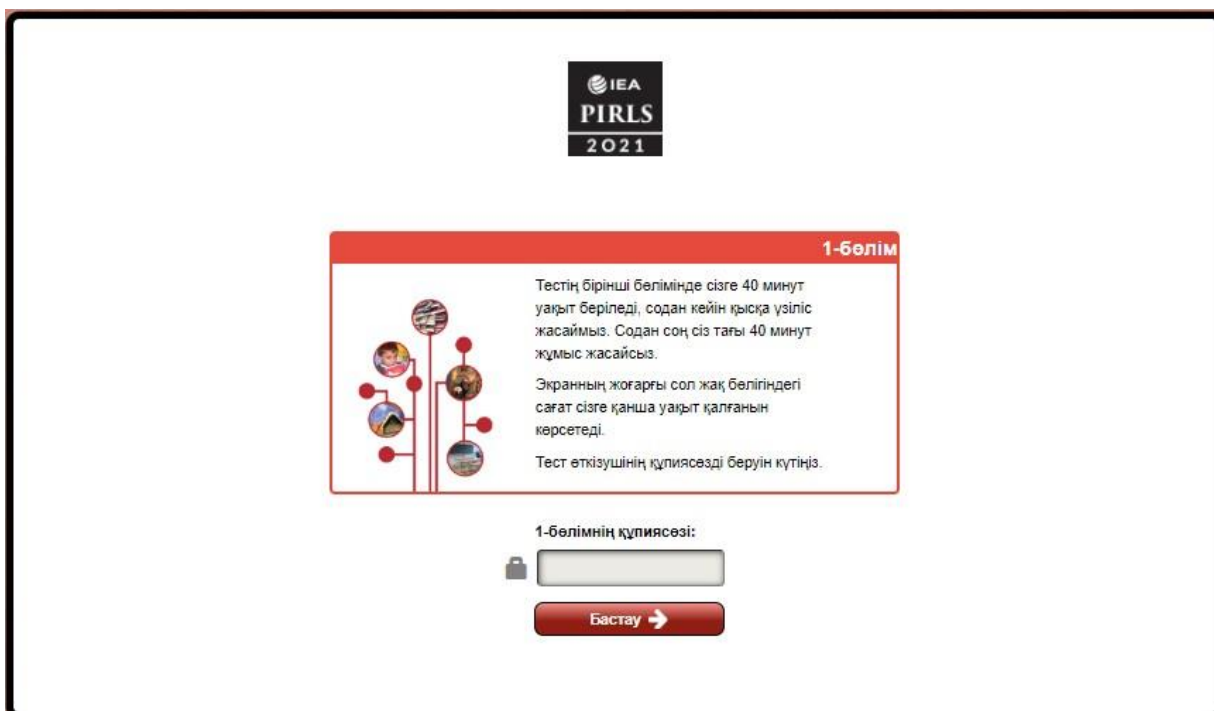 IEA
PIRLS
2021
1-бөлім
Тестің бірінші бөлімінде сізге 40 минут
уақыт беріледі, содан кейін қысқа үзіліс
жасаймыз. Содан соң сіз тағы 40 минут
жұмыс жасайсыз.
Экранның жоғарғы сол жақ бөлігіндегі
сағат сізге қанша уақыт қалғанын
көрсетеді.
Тест өткізушінің құпиясөзді беруін күтіңіз.
1-бөлімнің құпиясөзі:
Бастау